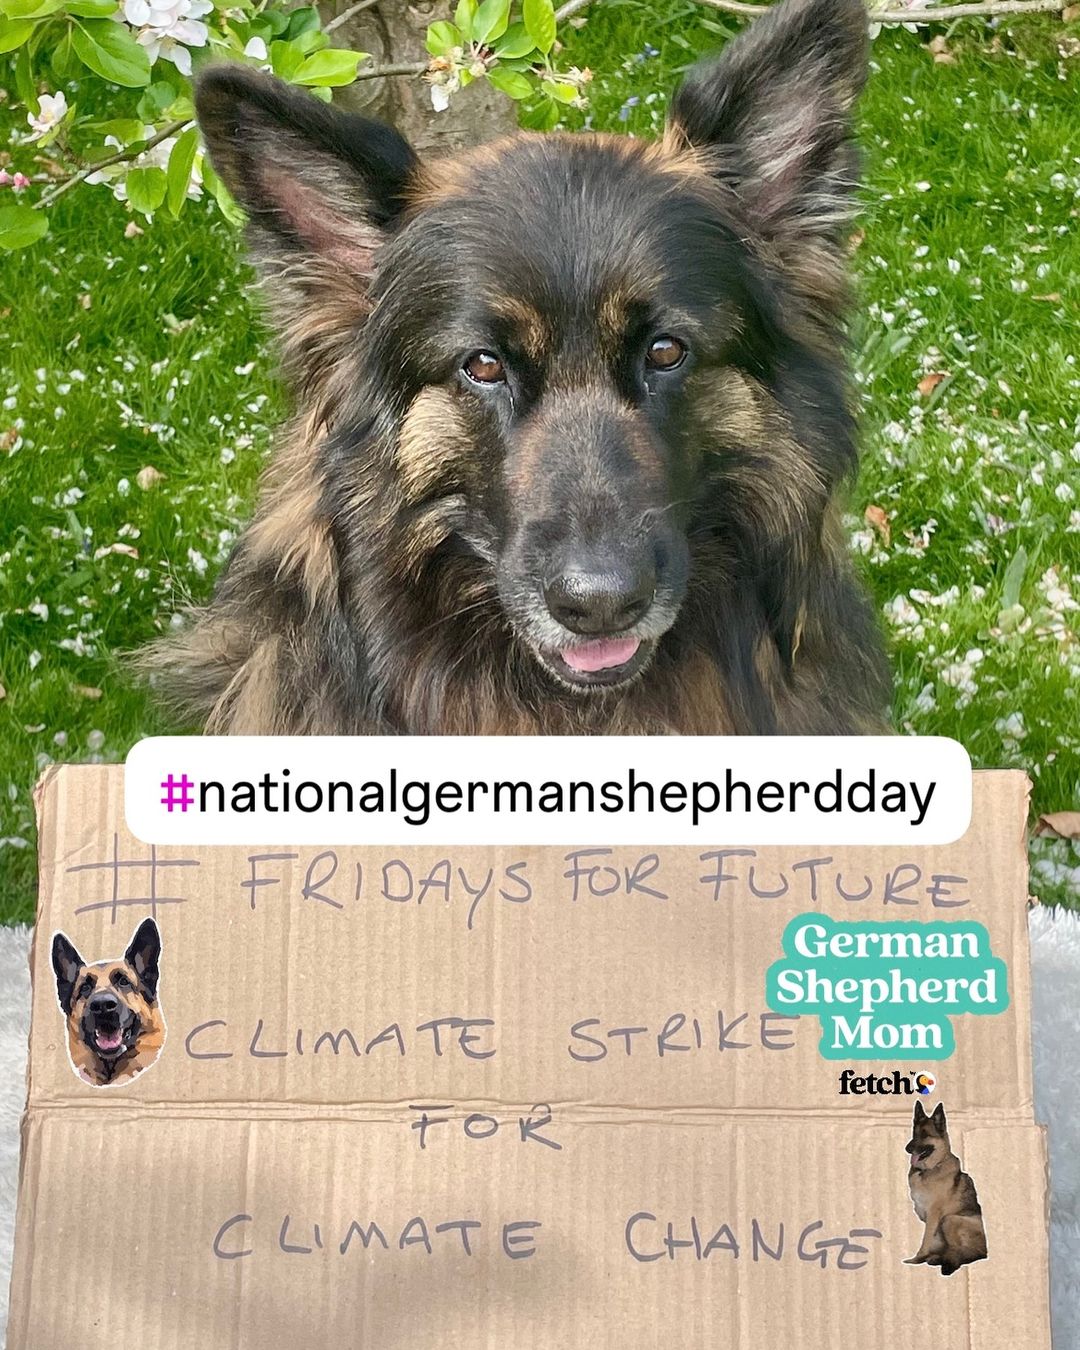 #nationalgermanshepherdday
# FRIDAYS FOR FUTURE
German
Shepherd
Mom
CLIMATE STRIKE
fetch
FOR
CLIMATE CHANGE